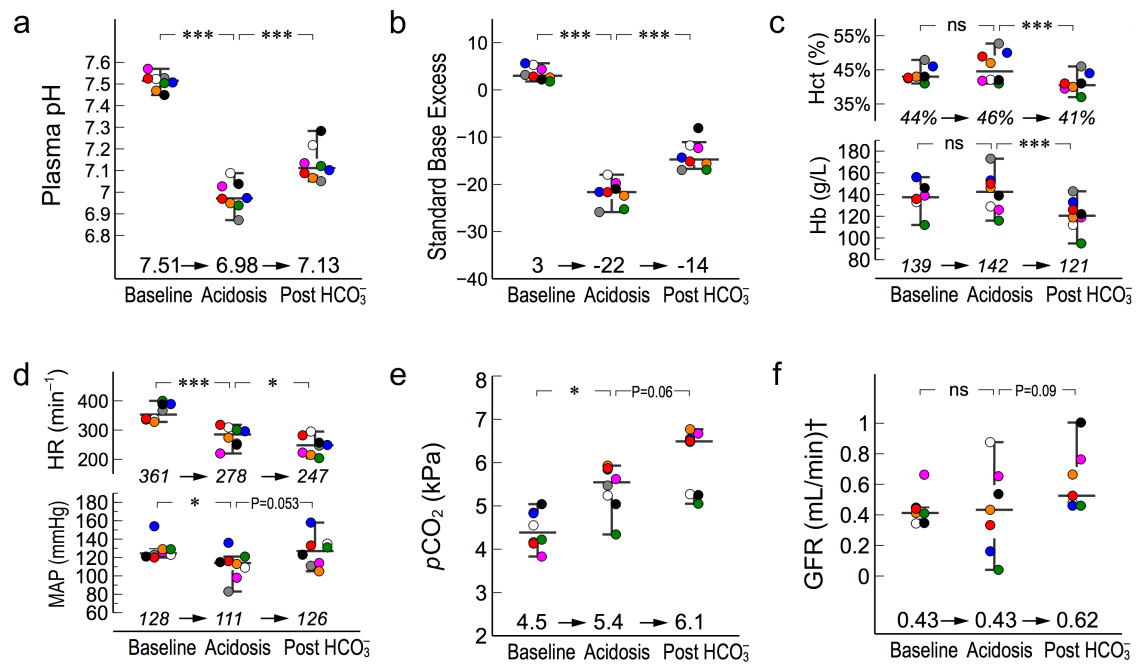 a
*** ***
Plasma pH
7.6
7.5
7.4
7.3
7.2
7.1
7
6.9
6.8
7.51 → 6.98 → 7.13
Baseline Acidosis Post HCO₃⁻
b
*** ***
Standard Base Excess
10
0
−10
−20
−30
−40
3 → -22 → -14
Baseline Acidosis Post HCO₃⁻
c
ns ***
Hct (%)
55%
45%
35%
44% → 46% → 41%
ns ***
Hb (g/L)
180
160
140
120
100
80
139 → 142 → 121
Baseline Acidosis Post HCO₃⁻
d
*** *
HR (min⁻¹)
400
300
200
361 → 278 → 247
* P=0.053
MAP (mmHg)
180
160
140
120
100
80
60
128 → 111 → 126
Baseline Acidosis Post HCO₃⁻
e
* P=0.06
pCO₂ (kPa)
8
7
6
5
4
3
2
4.5 → 5.4 → 6.1
Baseline Acidosis Post HCO₃⁻
f
ns P=0.09
GFR (mL/min)†
1
0.8
0.6
0.4
0.2
0
0.43 → 0.43 → 0.62
Baseline Acidosis Post HCO₃⁻